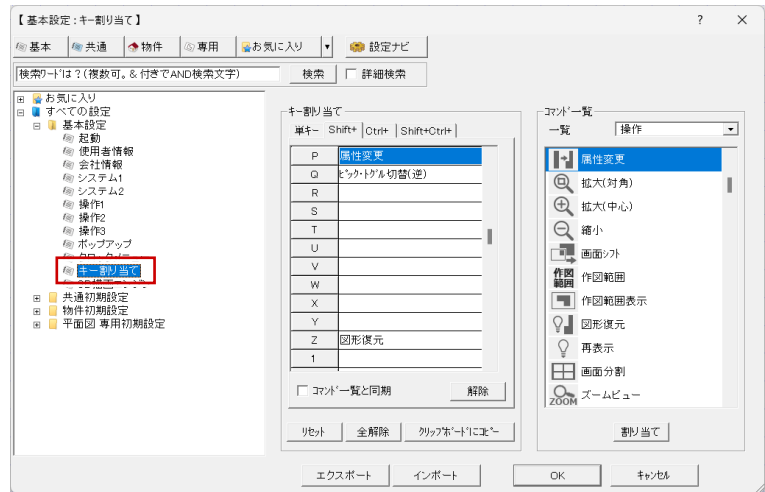 【 基本設定 : キー割り当て 】
? ✕
基本 共通 物件 専用 お気に入り ▼ 設定ナビ
検索ワードは？(複数可。& 付きでAND検索文字) 検索 詳細検索
お気に入り
すべての設定
基本設定
起動
使用者情報
会社情報
システム1
システム2
操作1
操作2
操作3
ポップアップ
キー割り当て
共通初期設定
物件初期設定
平面図 専用初期設定
キー割り当て
単キー Shift+ Ctrl+ Shift+Ctrl+
P 属性変更
Q ピック・トグル切替(逆)
R
S
T
U
V
W
X
Y
Z 図形復元
1
コマンド一覧と同期 解除
リセット 全解除 クリップボードにコピー
コマンド一覧
一覧 操作
属性変更
拡大(対角)
拡大(中心)
縮小
画面シフト
作図範囲 作図範囲
作図範囲表示
図形復元
再表示
画面分割
ZOOM ズームビュー
割り当て
エクスポート インポート OK キャンセル